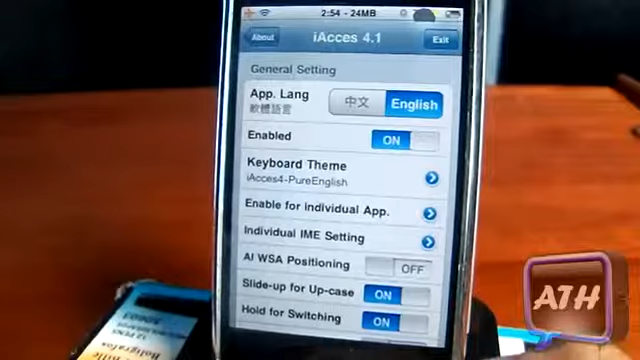 2:54 - 24MB
About
iAcces 4.1
Exit
General Setting
App. Lang
軟體語言
中文
English
Enabled
ON
Keyboard Theme
iAcces4-PureEnglish
Enable for individual App.
Individual IME Setting
AI WSA Positioning
OFF
Slide-up for Up-case
ON
Hold for Switching
ON
ATH